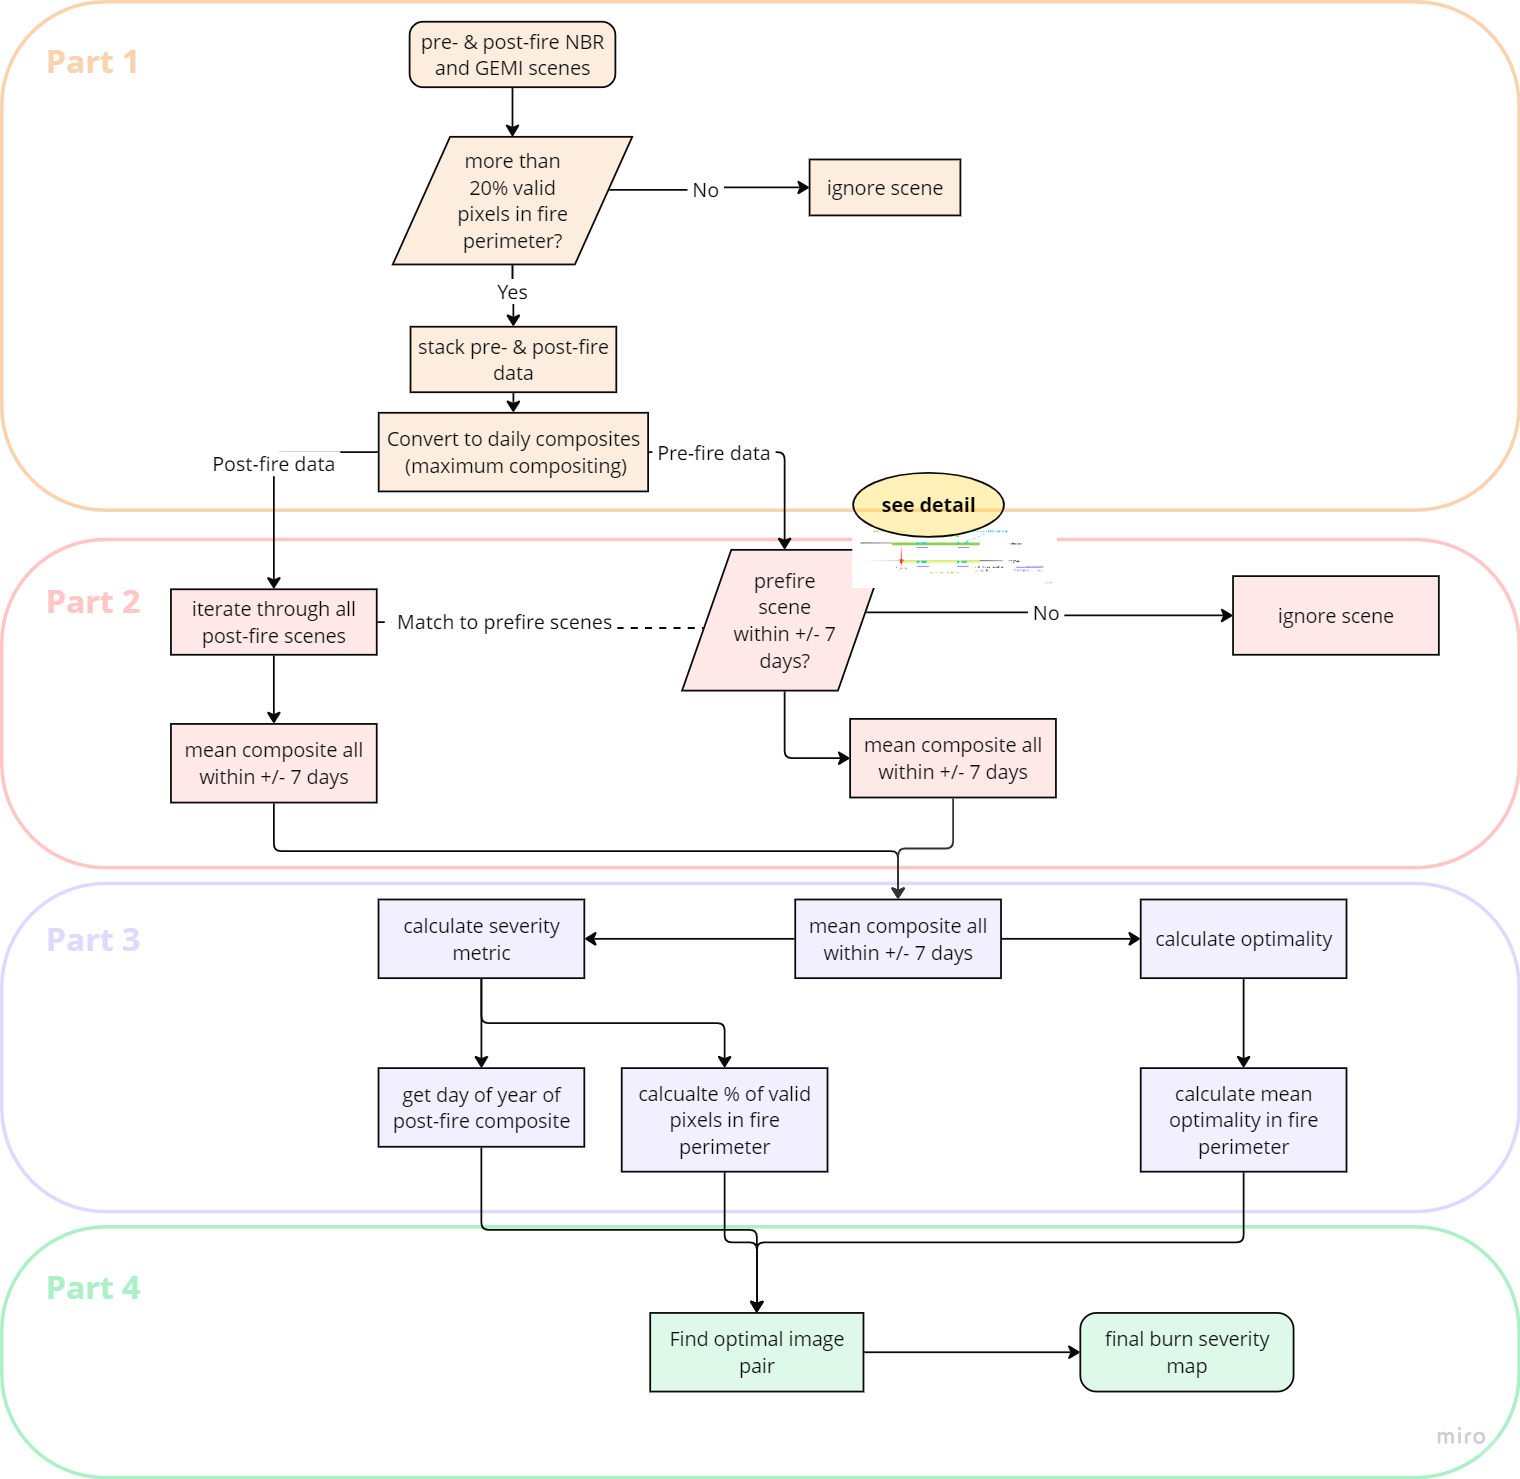 Part 1
pre- & post-fire NBR
and GEMI scenes
more than
20% valid
pixels in fire
perimeter?
No
ignore scene
Yes
stack pre- & post-fire
data
Convert to daily composites
(maximum compositing)
Post-fire data
Pre-fire data
see detail
Part 2
iterate through all
post-fire scenes
Match to prefire scenes
prefire
scene
within +/- 7
days?
No
ignore scene
mean composite all
within +/- 7 days
mean composite all
within +/- 7 days
Part 3
calculate severity
metric
mean composite all
within +/- 7 days
calculate optimality
get day of year of
post-fire composite
calcualte % of valid
pixels in fire
perimeter
calculate mean
optimality in fire
perimeter
Part 4
Find optimal image
pair
final burn severity
map
miro